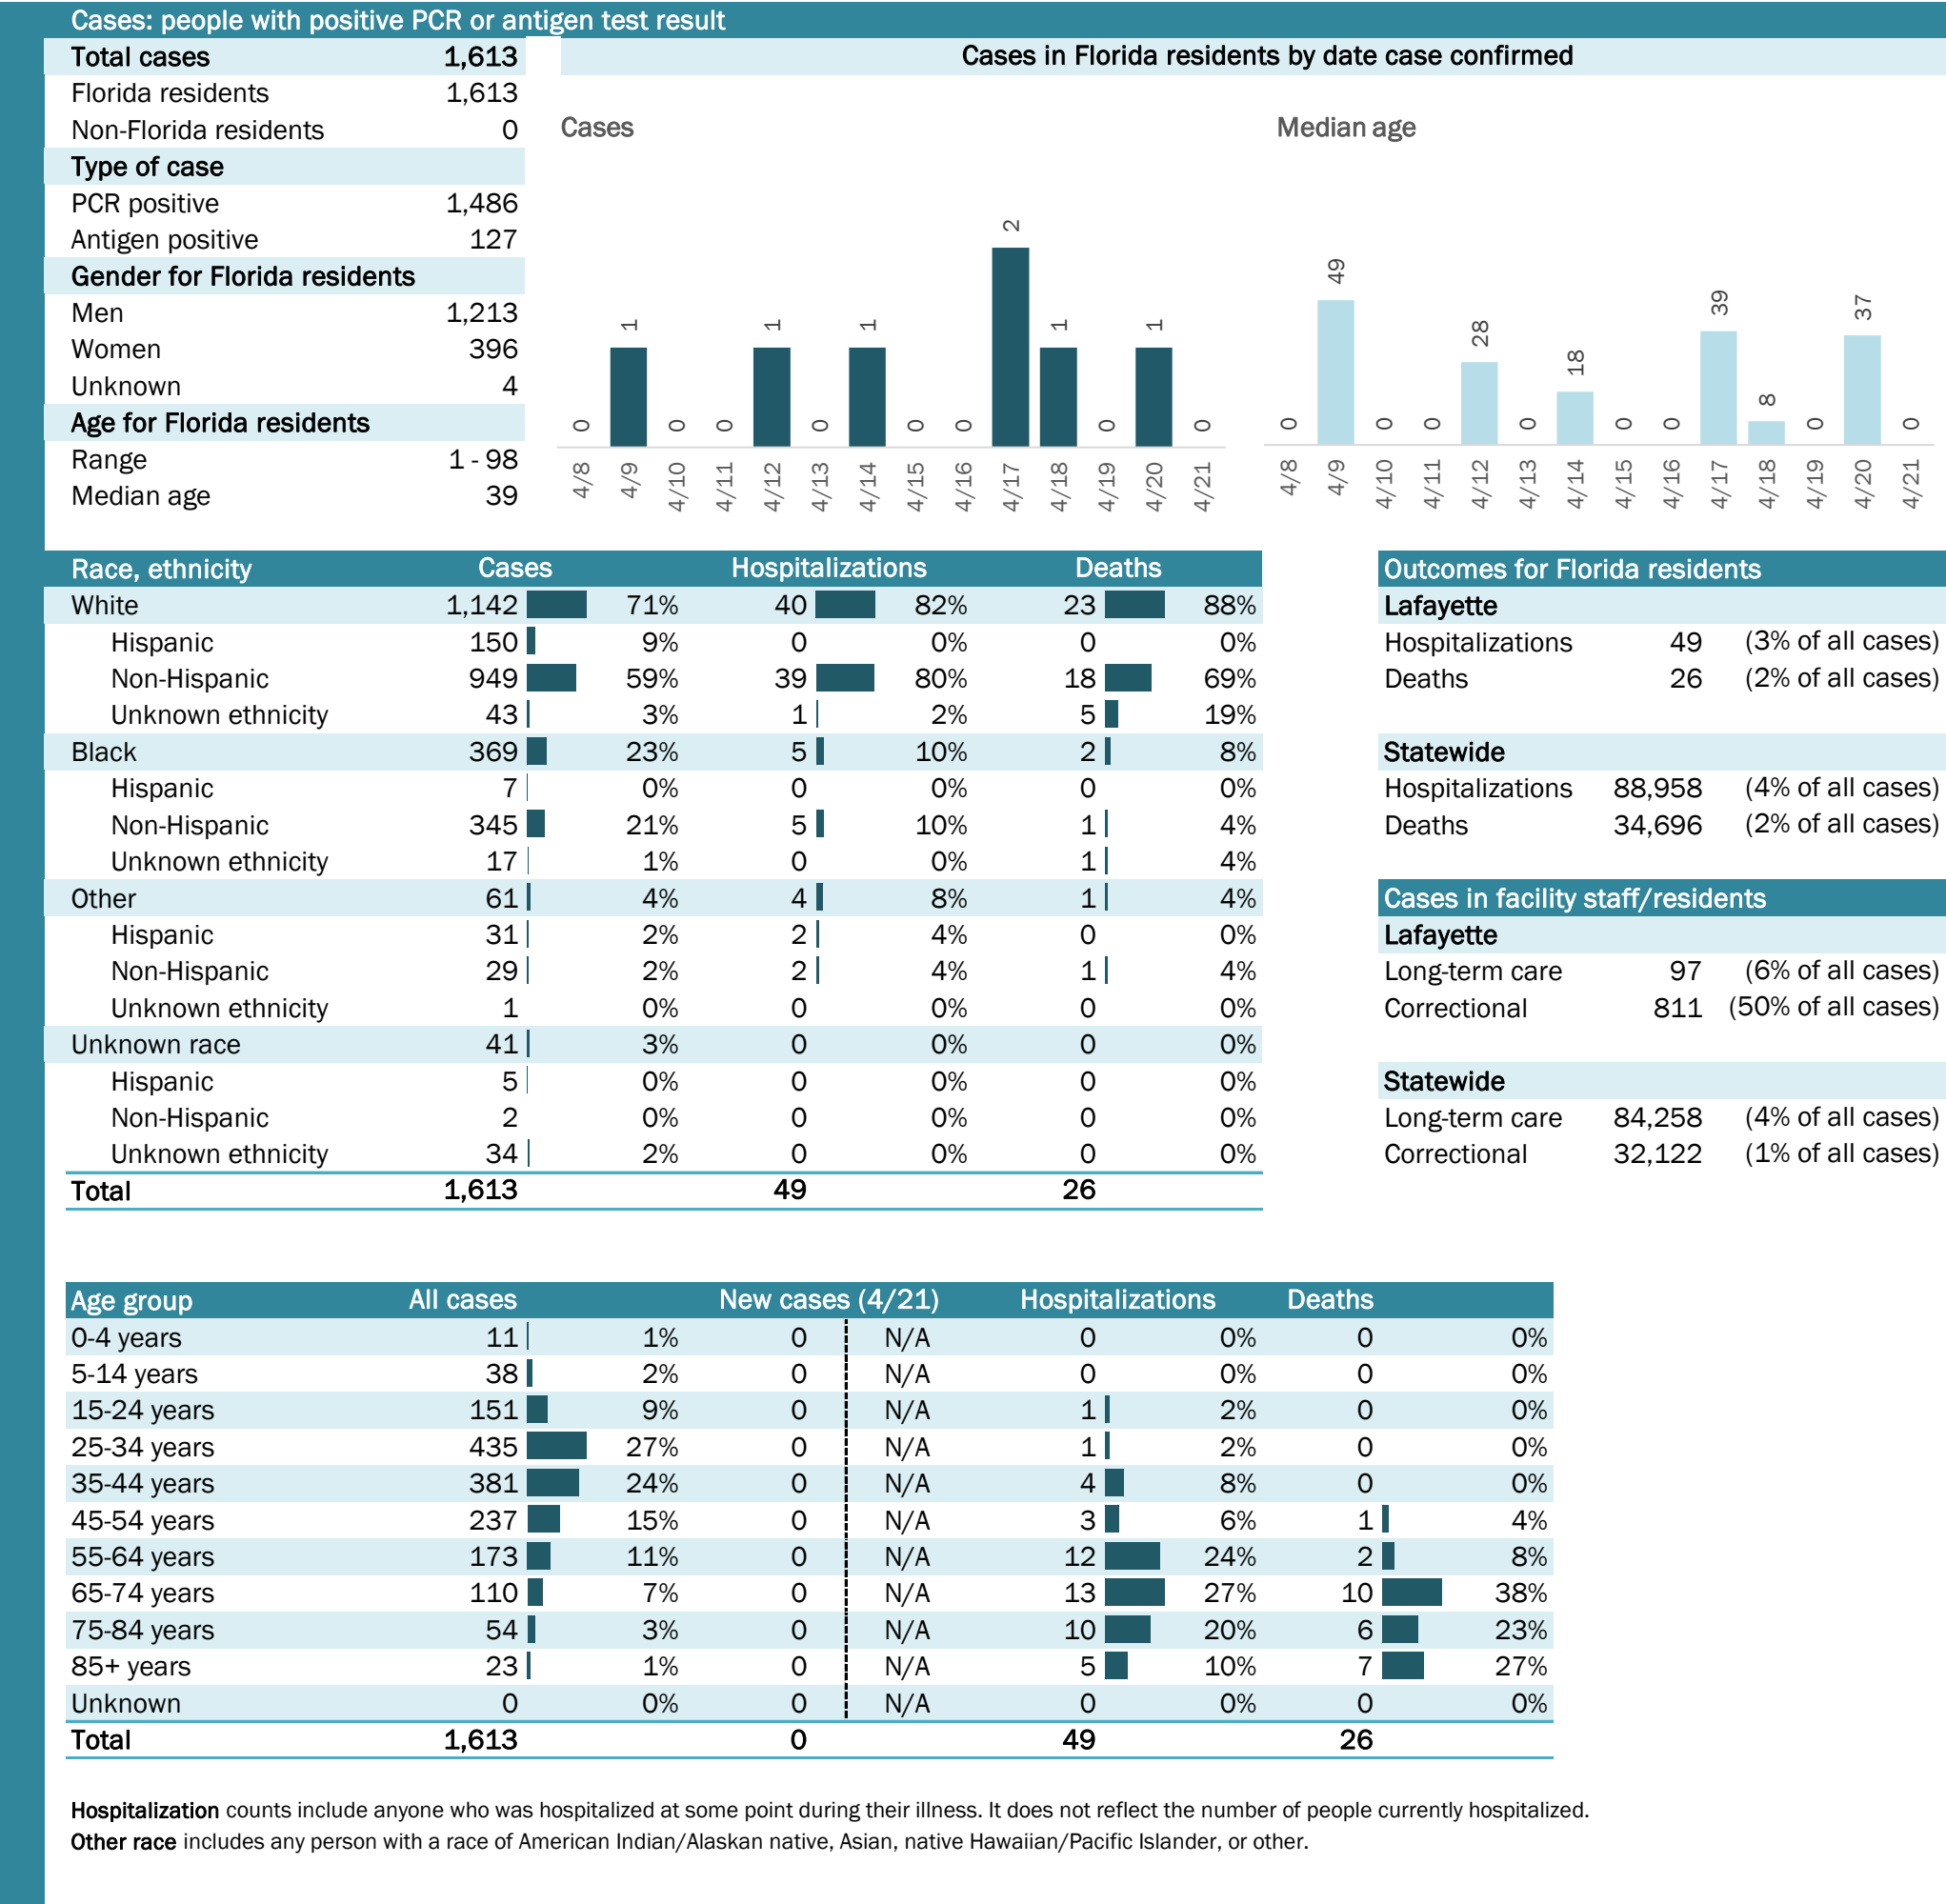 Cases: people with positive PCR or antigen test result
Total cases 1,613
Florida residents 1,613
Non-Florida residents 0
Type of case
PCR positive 1,486
Antigen positive 127
Gender for Florida residents
Men 1,213
Women 396
Unknown 4
Age for Florida residents
Range 1 - 98
Median age 39
Cases in Florida residents by date case confirmed
Cases
0 1 0 0 1 0 1 0 0 2 1 0 1 0
4/8 4/9 4/10 4/11 4/12 4/13 4/14 4/15 4/16 4/17 4/18 4/19 4/20 4/21
Median age
0 49 0 0 28 0 18 0 0 39 8 0 37 0
4/8 4/9 4/10 4/11 4/12 4/13 4/14 4/15 4/16 4/17 4/18 4/19 4/20 4/21
Race, ethnicity Cases Hospitalizations Deaths
White 1,142 71% 40 82% 23 88%
Hispanic 150 9% 0 0% 0 0%
Non-Hispanic 949 59% 39 80% 18 69%
Unknown ethnicity 43 3% 1 2% 5 19%
Black 369 23% 5 10% 2 8%
Hispanic 7 0% 0 0% 0 0%
Non-Hispanic 345 21% 5 10% 1 4%
Unknown ethnicity 17 1% 0 0% 1 4%
Other 61 4% 4 8% 1 4%
Hispanic 31 2% 2 4% 0 0%
Non-Hispanic 29 2% 2 4% 1 4%
Unknown ethnicity 1 0% 0 0% 0 0%
Unknown race 41 3% 0 0% 0 0%
Hispanic 5 0% 0 0% 0 0%
Non-Hispanic 2 0% 0 0% 0 0%
Unknown ethnicity 34 2% 0 0% 0 0%
Total 1,613 49 26
Outcomes for Florida residents
Lafayette
Hospitalizations 49 (3% of all cases)
Deaths 26 (2% of all cases)
Statewide
Hospitalizations 88,958 (4% of all cases)
Deaths 34,696 (2% of all cases)
Cases in facility staff/residents
Lafayette
Long-term care 97 (6% of all cases)
Correctional 811 (50% of all cases)
Statewide
Long-term care 84,258 (4% of all cases)
Correctional 32,122 (1% of all cases)
Age group All cases New cases (4/21) Hospitalizations Deaths
0-4 years 11 1% 0 N/A 0 0% 0 0%
5-14 years 38 2% 0 N/A 0 0% 0 0%
15-24 years 151 9% 0 N/A 1 2% 0 0%
25-34 years 435 27% 0 N/A 1 2% 0 0%
35-44 years 381 24% 0 N/A 4 8% 0 0%
45-54 years 237 15% 0 N/A 3 6% 1 4%
55-64 years 173 11% 0 N/A 12 24% 2 8%
65-74 years 110 7% 0 N/A 13 27% 10 38%
75-84 years 54 3% 0 N/A 10 20% 6 23%
85+ years 23 1% 0 N/A 5 10% 7 27%
Unknown 0 0% 0 N/A 0 0% 0 0%
Total 1,613 0 49 26
Hospitalization counts include anyone who was hospitalized at some point during their illness. It does not reflect the number of people currently hospitalized.
Other race includes any person with a race of American Indian/Alaskan native, Asian, native Hawaiian/Pacific Islander, or other.